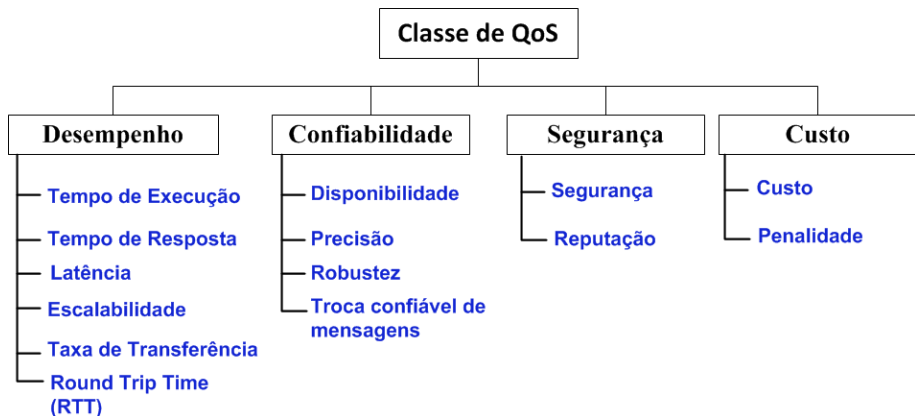 Classe de QoS
Desempenho
Tempo de Execução
Tempo de Resposta
Latência
Escalabilidade
Taxa de Transferência
Round Trip Time
(RTT)
Confiabilidade
Disponibilidade
Precisão
Robustez
Troca confiável de
mensagens
Segurança
Segurança
Reputação
Custo
Custo
Penalidade